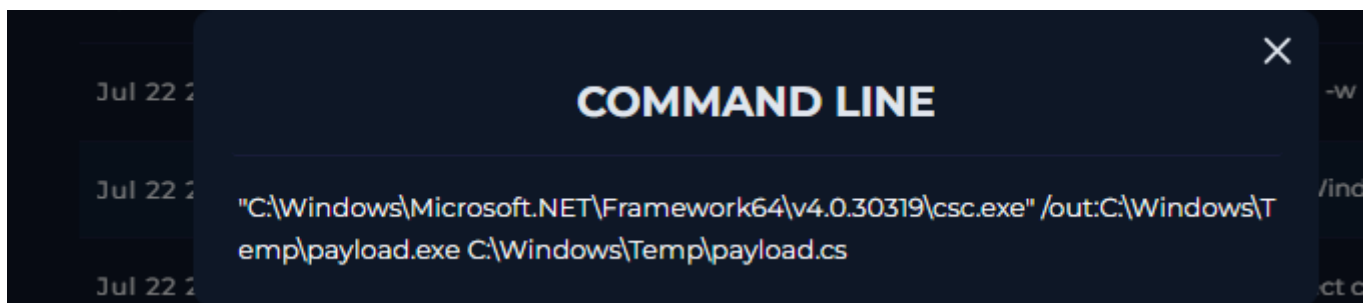 COMMAND LINE
Jul 22 2
-w
Jul 22 2
"C:\Windows\Microsoft.NET\Framework64\v4.0.30319\csc.exe" /out:C:\Windows\T
emp\payload.exe C:\Windows\Temp\payload.cs
Jul 22 2